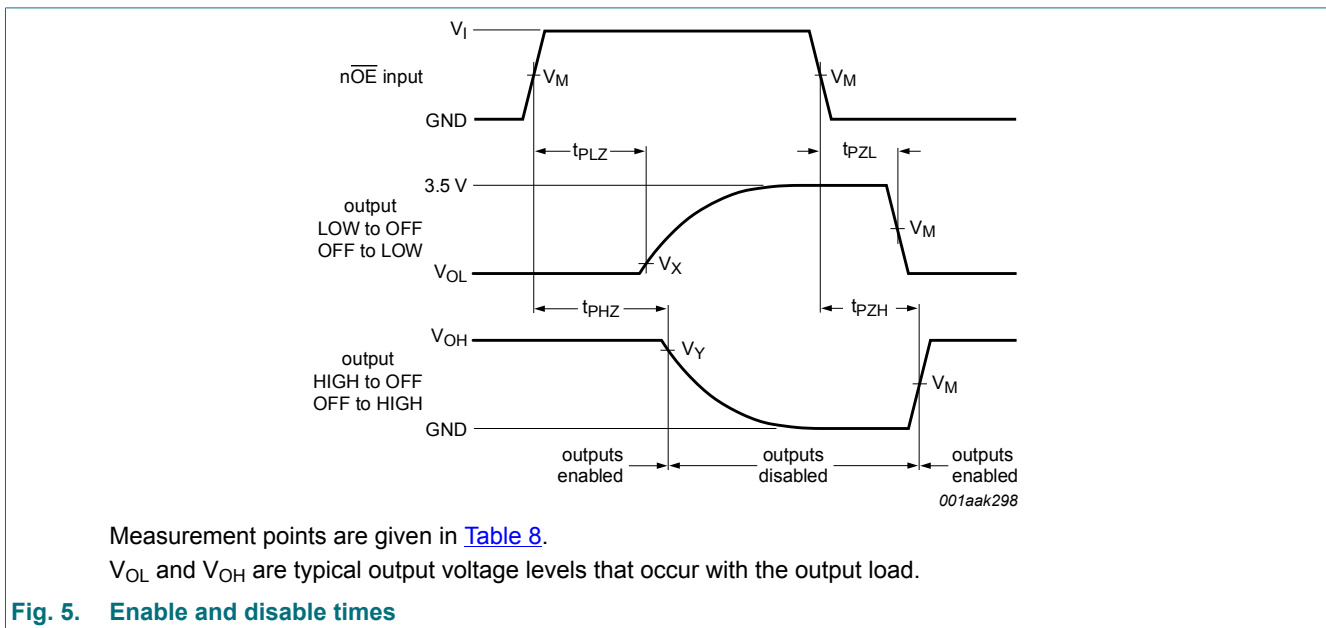 V_I
nO̅E̅ input
V_M
V_M
GND
t_PLZ
t_PZL
3.5 V
output
LOW to OFF
OFF to LOW
V_M
V_X
V_OL
t_PHZ
t_PZH
V_OH
V_Y
output
HIGH to OFF
OFF to HIGH
V_M
GND
outputs
enabled
outputs
disabled
outputs
enabled
001aak298
Measurement points are given in Table 8.
V_OL and V_OH are typical output voltage levels that occur with the output load.
Fig. 5. Enable and disable times